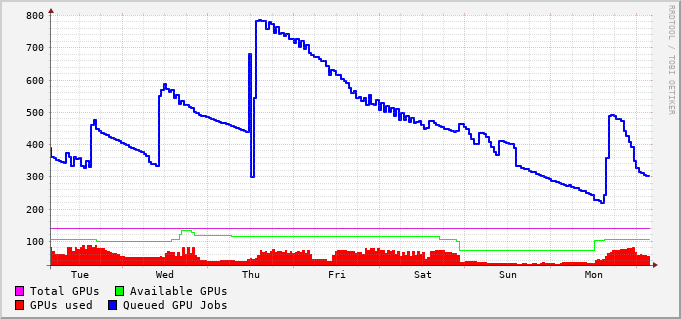 800
700
600
500
400
300
200
100
Tue Wed Thu Fri Sat Sun Mon
Total GPUs Available GPUs
GPUs used Queued GPU Jobs
RRDTOOL / TOBI OETIKER